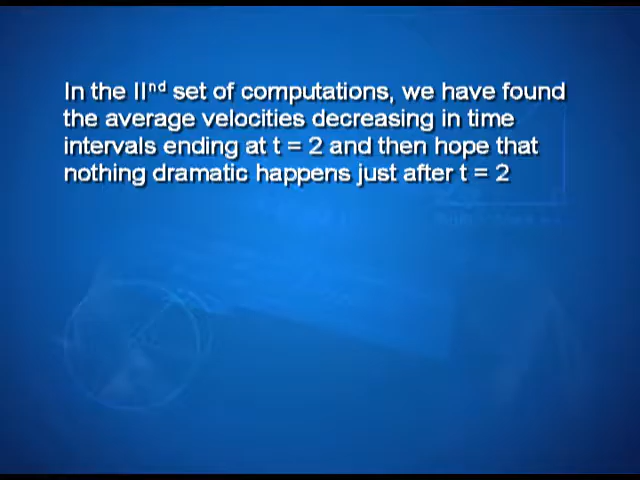 In the IInd set of computations, we have found
the average velocities decreasing in time
intervals ending at t = 2 and then hope that
nothing dramatic happens just after t = 2